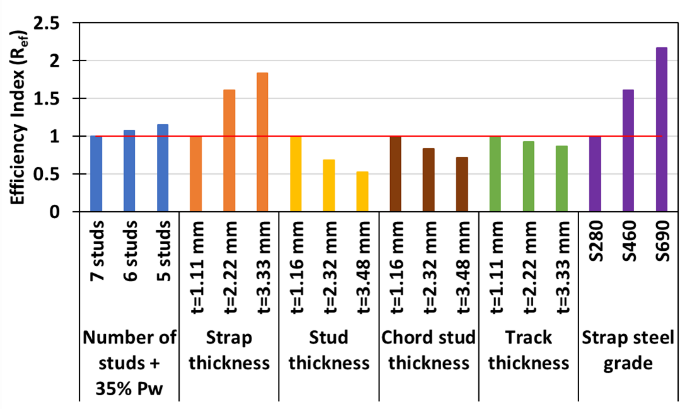 Efficiency Index (Ref)
2.5
2
1.5
1
0.5
0
7 studs
6 studs
5 studs
t=1.11 mm
t=2.22 mm
t=3.33 mm
t=1.16 mm
t=2.32 mm
t=3.48 mm
t=1.16 mm
t=2.32 mm
t=3.48 mm
t=1.11 mm
t=2.22 mm
t=3.33 mm
S280
S460
S690
Number of
studs +
35% Pw
Strap
thickness
Stud
thickness
Chord stud
thickness
Track
thickness
Strap steel
grade